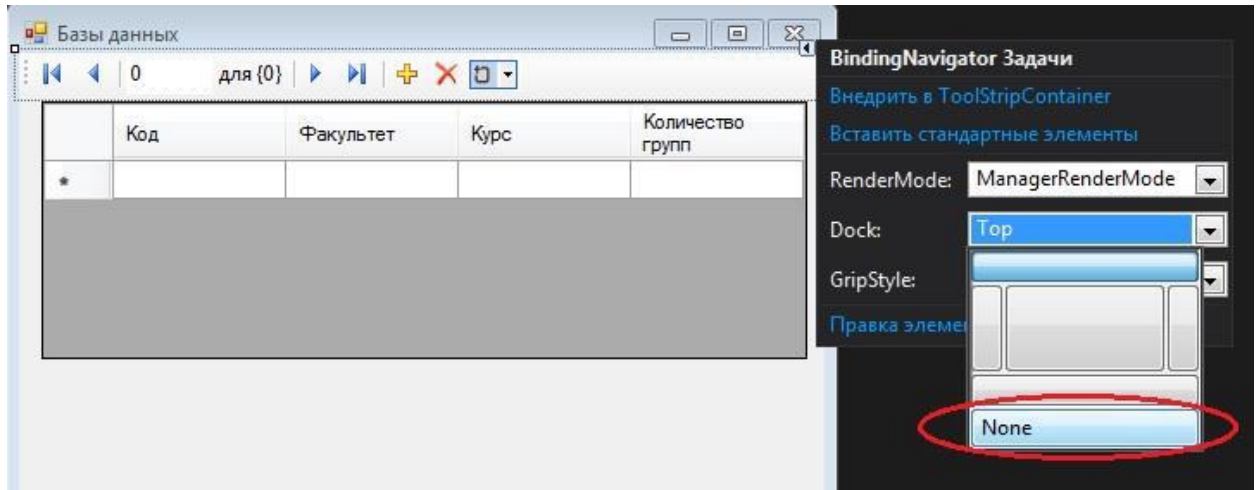 Базы данных
0 для {0}
Код Факультет Курс Количество групп
*
BindingNavigator Задачи
Внедрить в ToolStripContainer
Вставить стандартные элементы
RenderMode: ManagerRenderMode
Dock: Top
GripStyle:
Правка
None